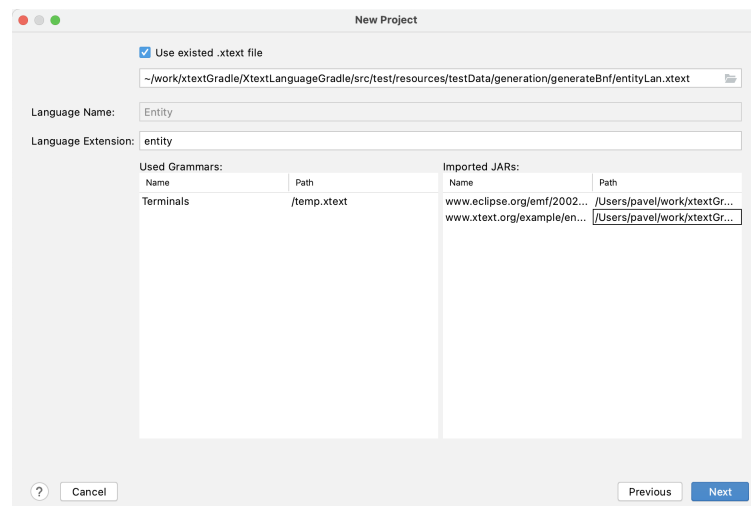 New Project
Use existed .xtext file
~/work/xtextGradle/XtextLanguageGradle/src/test/resources/testData/generation/generateBnf/entityLan.xtext
Language Name: Entity
Language Extension: entity
Used Grammars: Imported JARs:
Name Path Name Path
Terminals /temp.xtext www.eclipse.org/emf/2002... /Users/pavel/work/xtextGr...
www.xtext.org/example/en... /Users/pavel/work/xtextGr...
? Cancel Previous Next